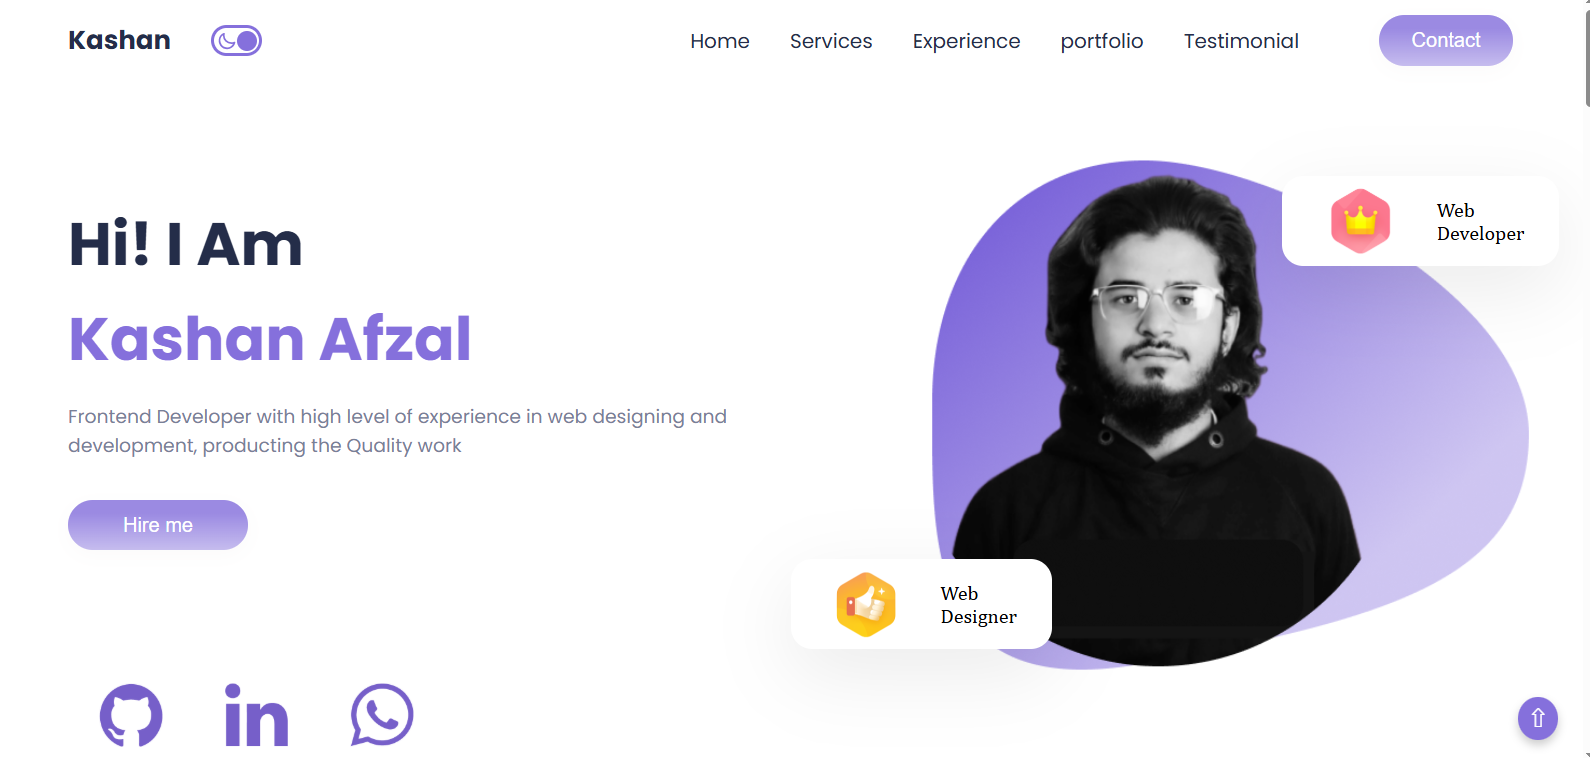 Kashan
Home Services Experience portfolio Testimonial Contact
Hi! I Am
Kashan Afzal
Frontend Developer with high level of experience in web designing and
development, producting the Quality work
Hire me
Web
Developer
Web
Designer
in
⇧